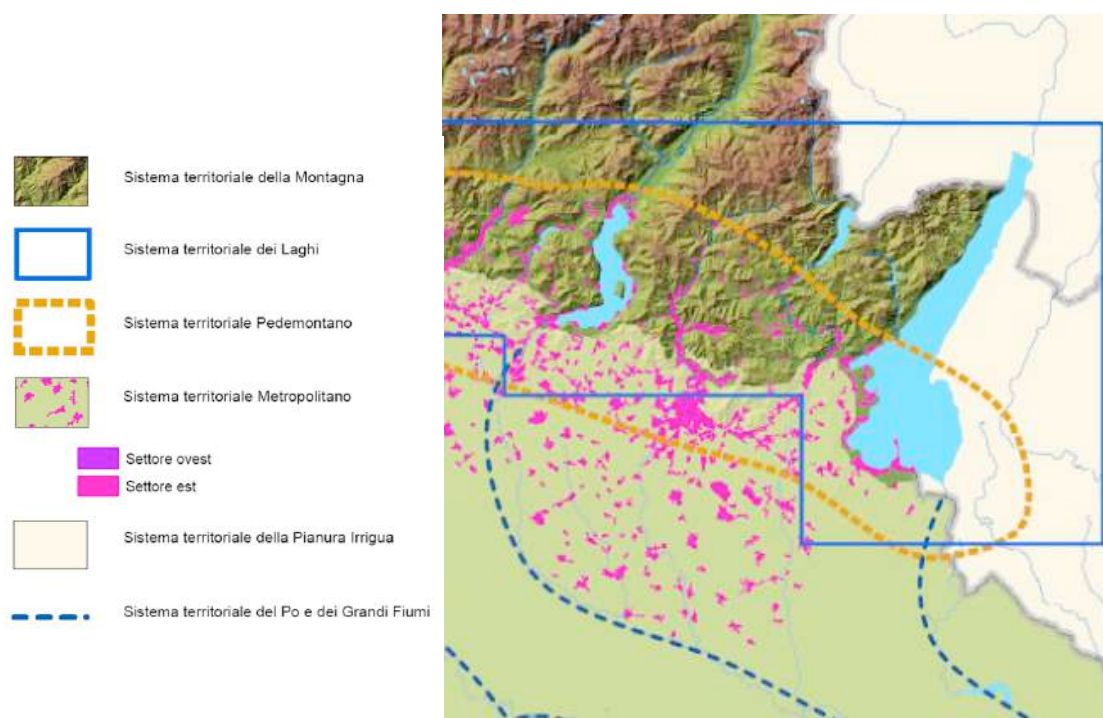 Sistema territoriale della Montagna
Sistema territoriale dei Laghi
Sistema territoriale Pedemontano
Sistema territoriale Metropolitano
Settore ovest
Settore est
Sistema territoriale della Pianura Irrigua
Sistema territoriale del Po e dei Grandi Fiumi